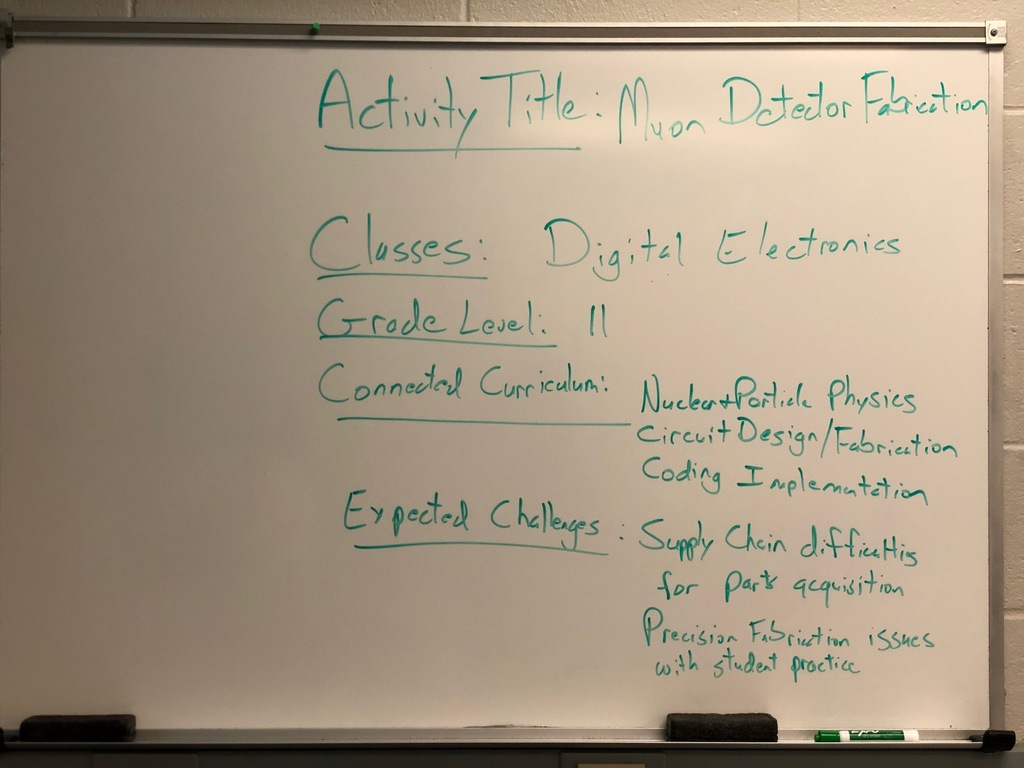 Activity Title: Muon Detector Fabrication
Classes: Digital Electronics
Grade Level: 11
Connected Curriculum: Nuclear+Particle Physics
Circuit Design/Fabrication
Coding Implementation
Expected Challenges: Supply Chain difficulties
for parts acquisition
Precision Fabrication issues
with student practice
EXPO